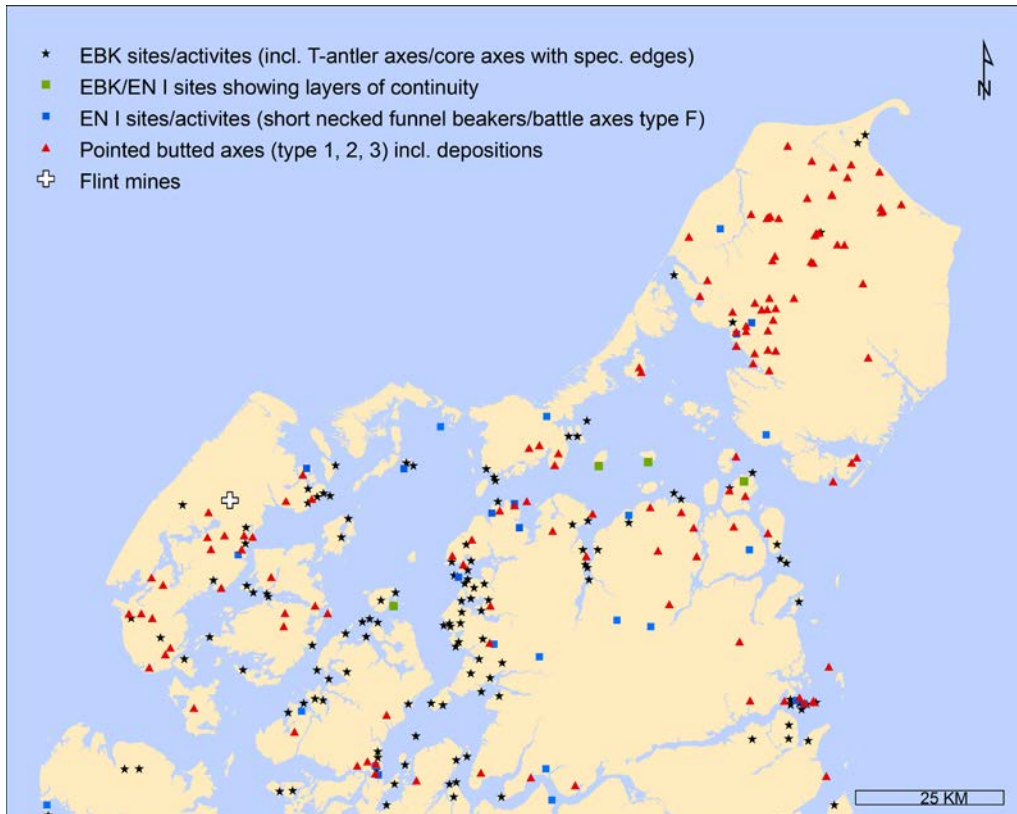 EBK sites/activites (incl. T-antler axes/core axes with spec. edges)
EBK/EN I sites showing layers of continuity
EN I sites/activites (short necked funnel beakers/battle axes type F)
Pointed butted axes (type 1, 2, 3) incl. depositions
Flint mines
N
25 KM